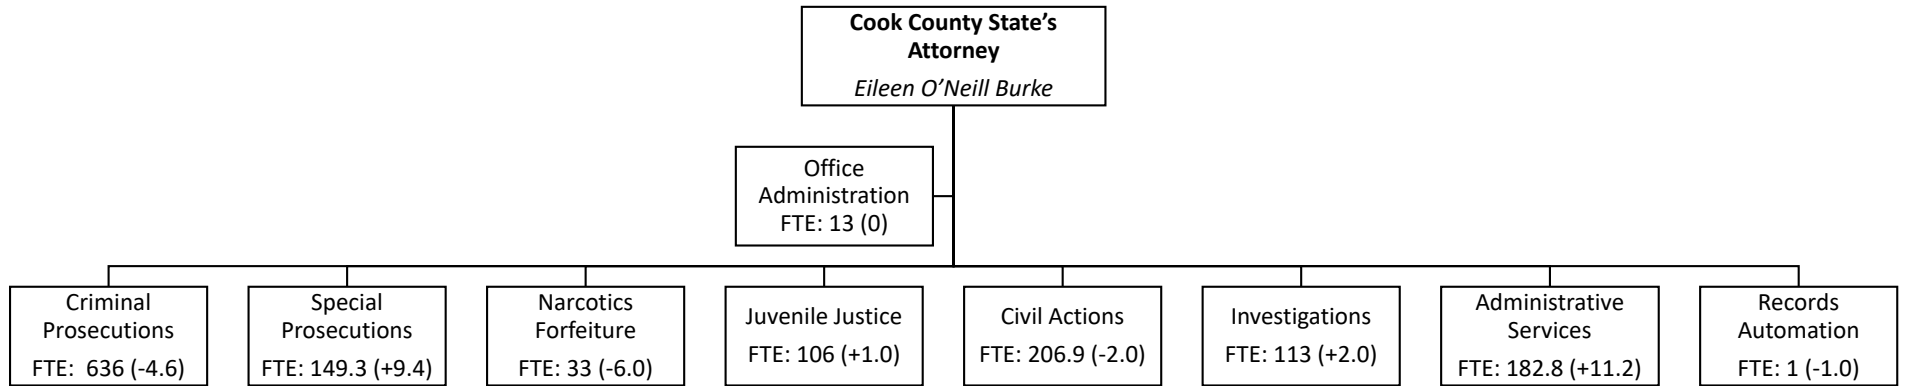 Cook County State’s
Attorney
Eileen O’Neill Burke
Office
Administration
FTE: 13 (0)
Criminal
Prosecutions
FTE:  636 (-4.6)
Special
Prosecutions
FTE: 149.3 (+9.4)
Narcotics
Forfeiture
FTE: 33 (-6.0)
Juvenile Justice
FTE: 106 (+1.0)
Civil Actions
FTE: 206.9 (-2.0)
Investigations
FTE: 113 (+2.0)
Administrative
Services
FTE: 182.8 (+11.2)
Records
Automation
FTE: 1 (-1.0)